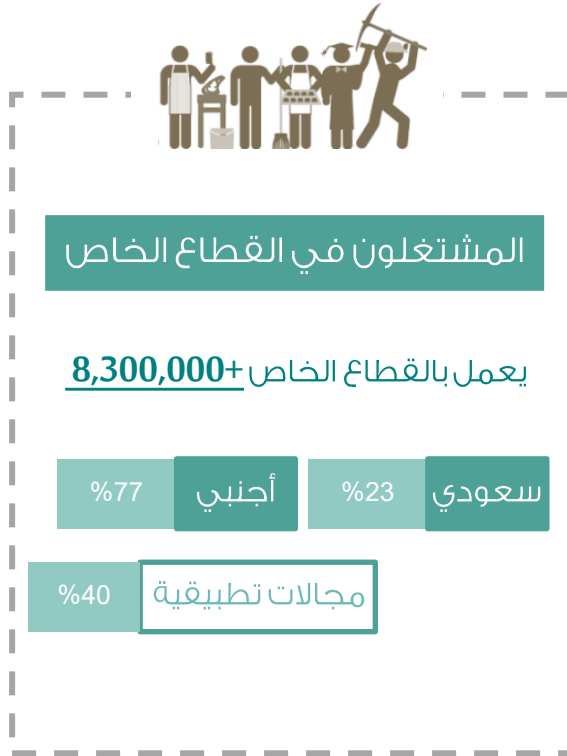 المشتغلون في القطاع الخاص
يعمل بالقطاع الخاص +8,300,000
سعودي %23 أجنبي %77
مجالات تطبيقية %40